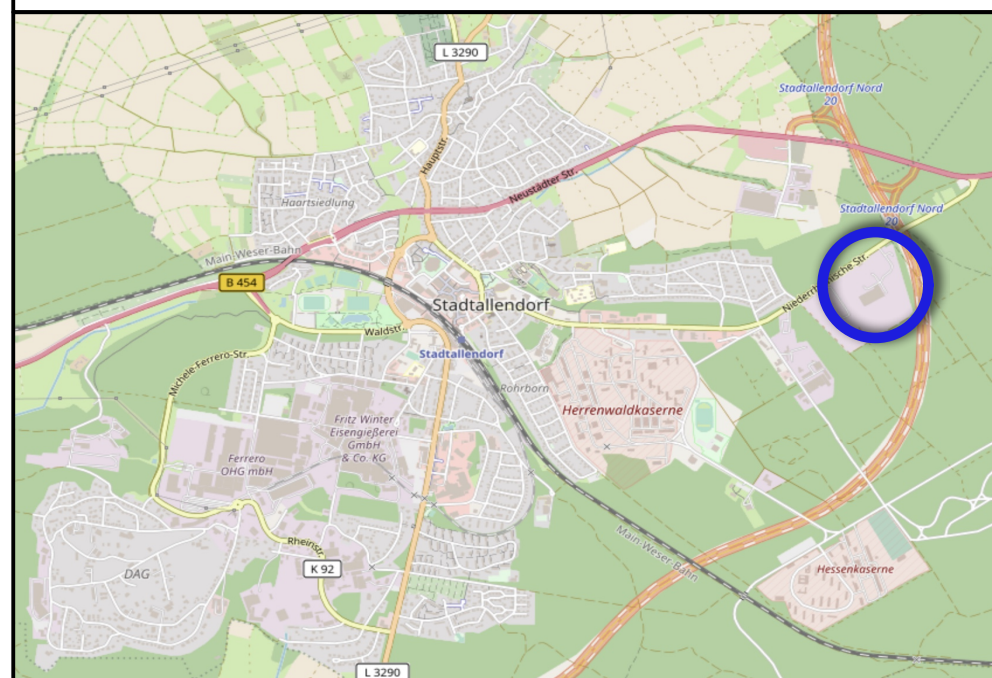 L 3290
Stadtallendorf Nord
20
Hauptstr.
Neustädter Str.
Haartsiedlung
Stadtallendorf Nord
20
Main-Weser-Bahn
B 454
Niederrheinische Str.
Stadtallendorf
Waldstr.
Stadtallendorf
Michele-Ferrero-Str.
Rohrborn
Herrenwaldkaserne
Fritz Winter
Eisengießerei
GmbH
& Co. KG
Ferrero
OHG mbH
Rheinstr.
Main-Weser-Bahn
K 92
DAG
Hessenkaserne
L 3290